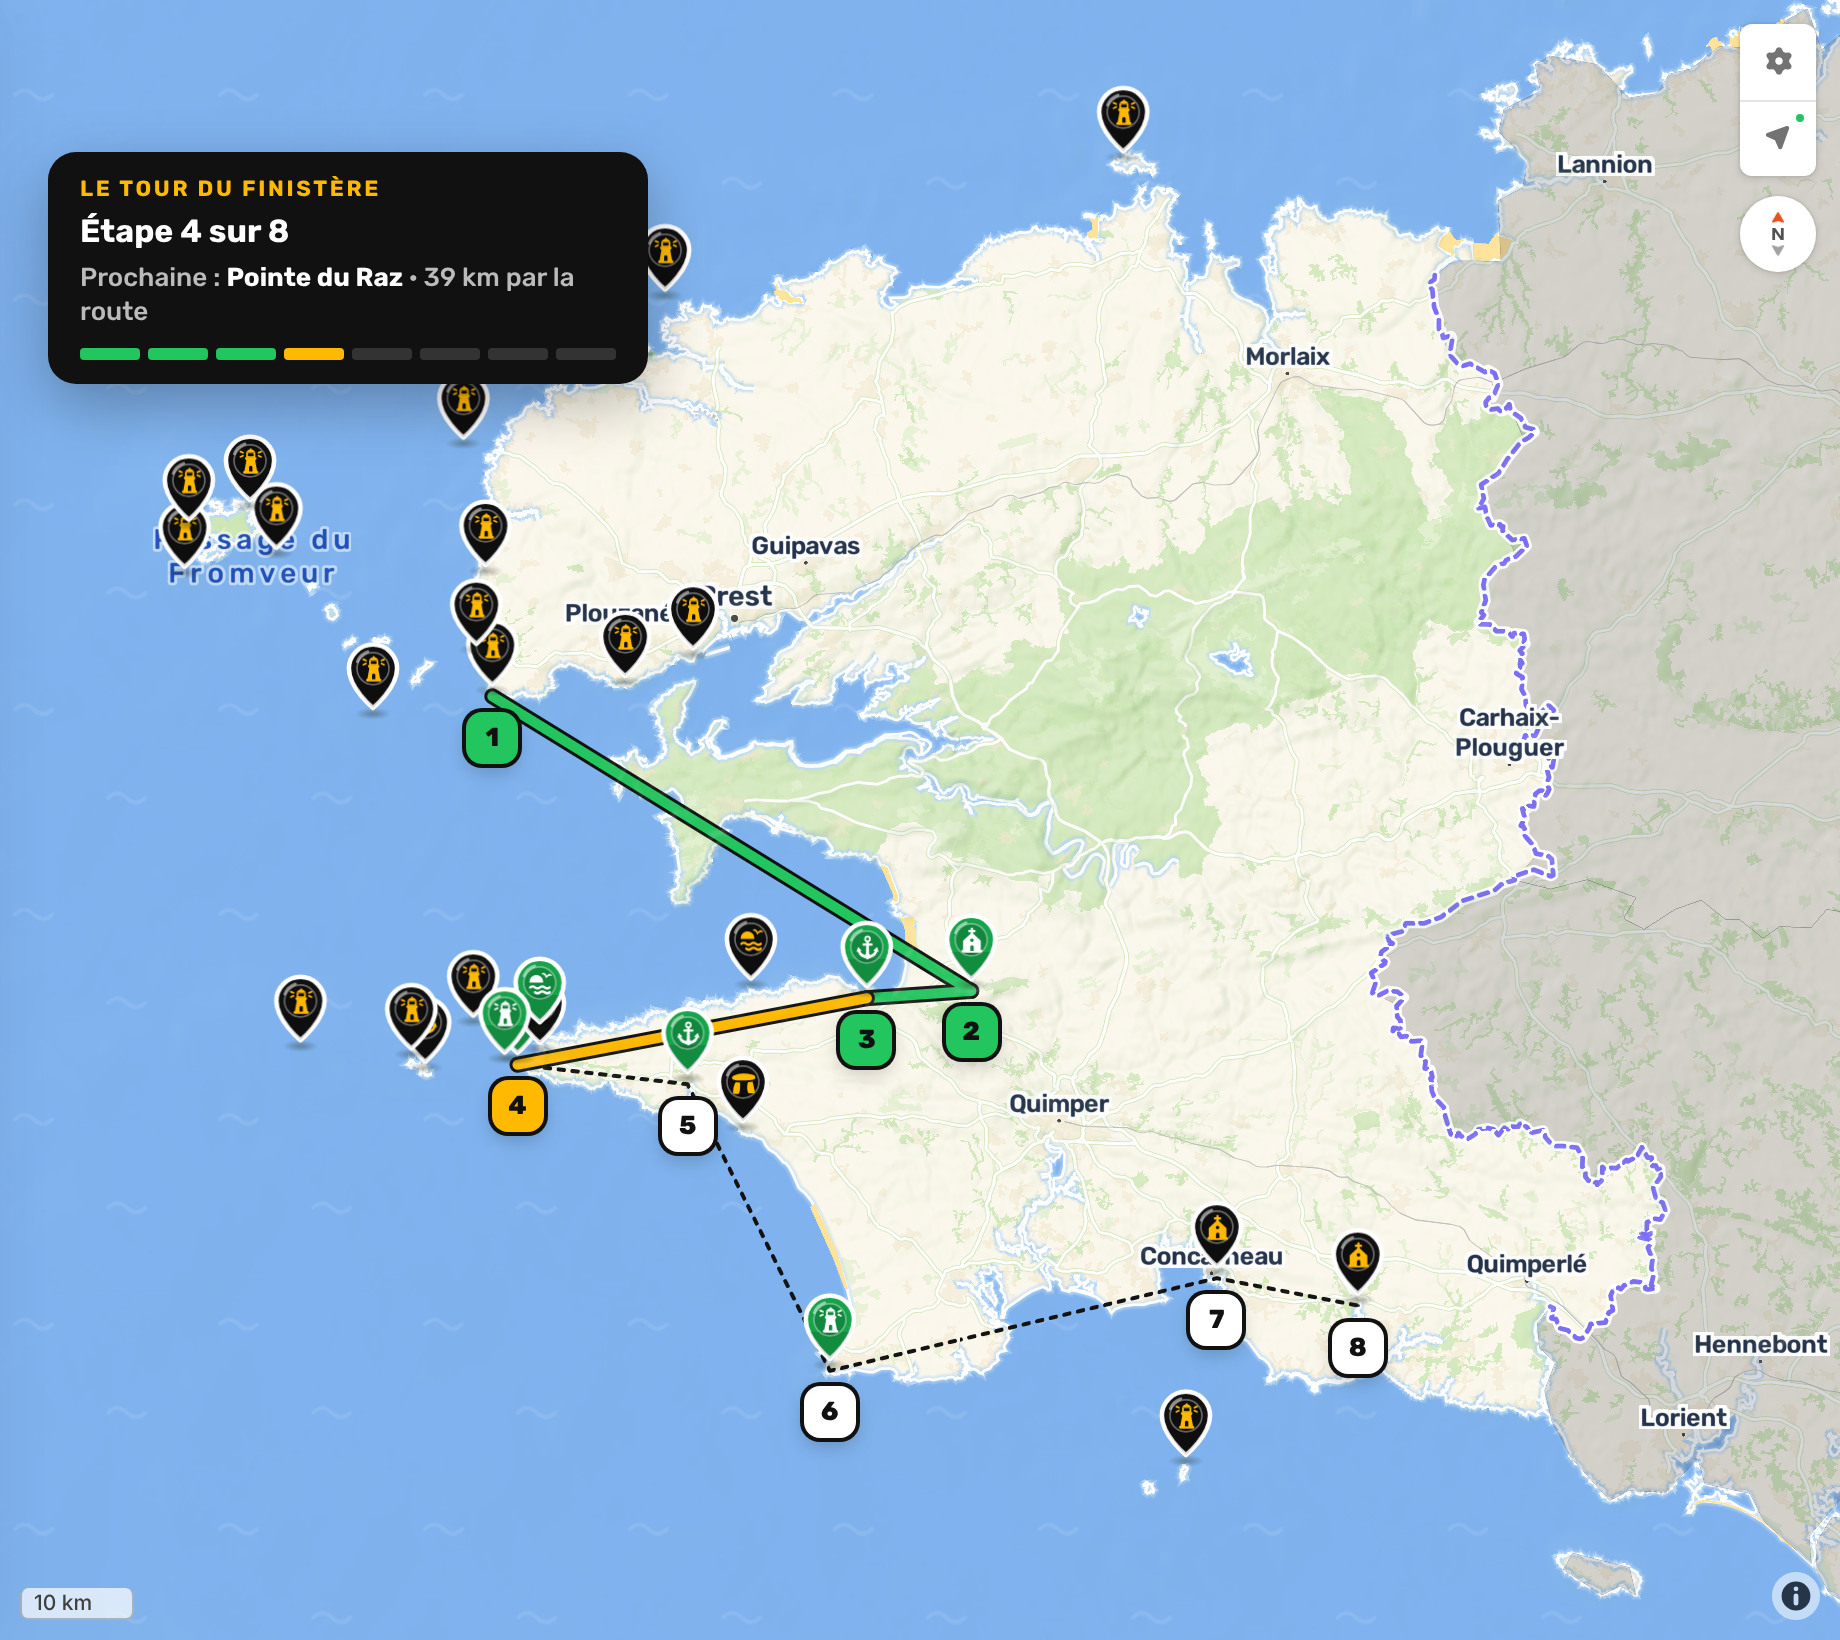 LE TOUR DU FINISTÈRE
Étape 4 sur 8
Prochaine : Pointe du Raz • 39 km par la
route
N
Lannion
Morlaix
Guipavas
du
Fromveur
Carhaix-
Plouguer
1
2
3
4
5
6
7
8
Quimper
Quimperlé
Hennebont
Lorient
10 km